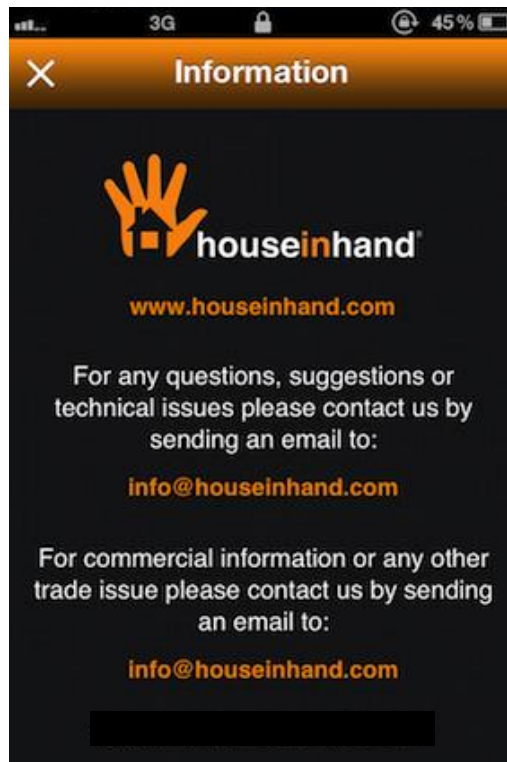 3G 45%
Information
houseinhand®
www.houseinhand.com
For any questions, suggestions or
technical issues please contact us by
sending an email to:
info@houseinhand.com
For commercial information or any other
trade issue please contact us by sending
an email to:
info@houseinhand.com